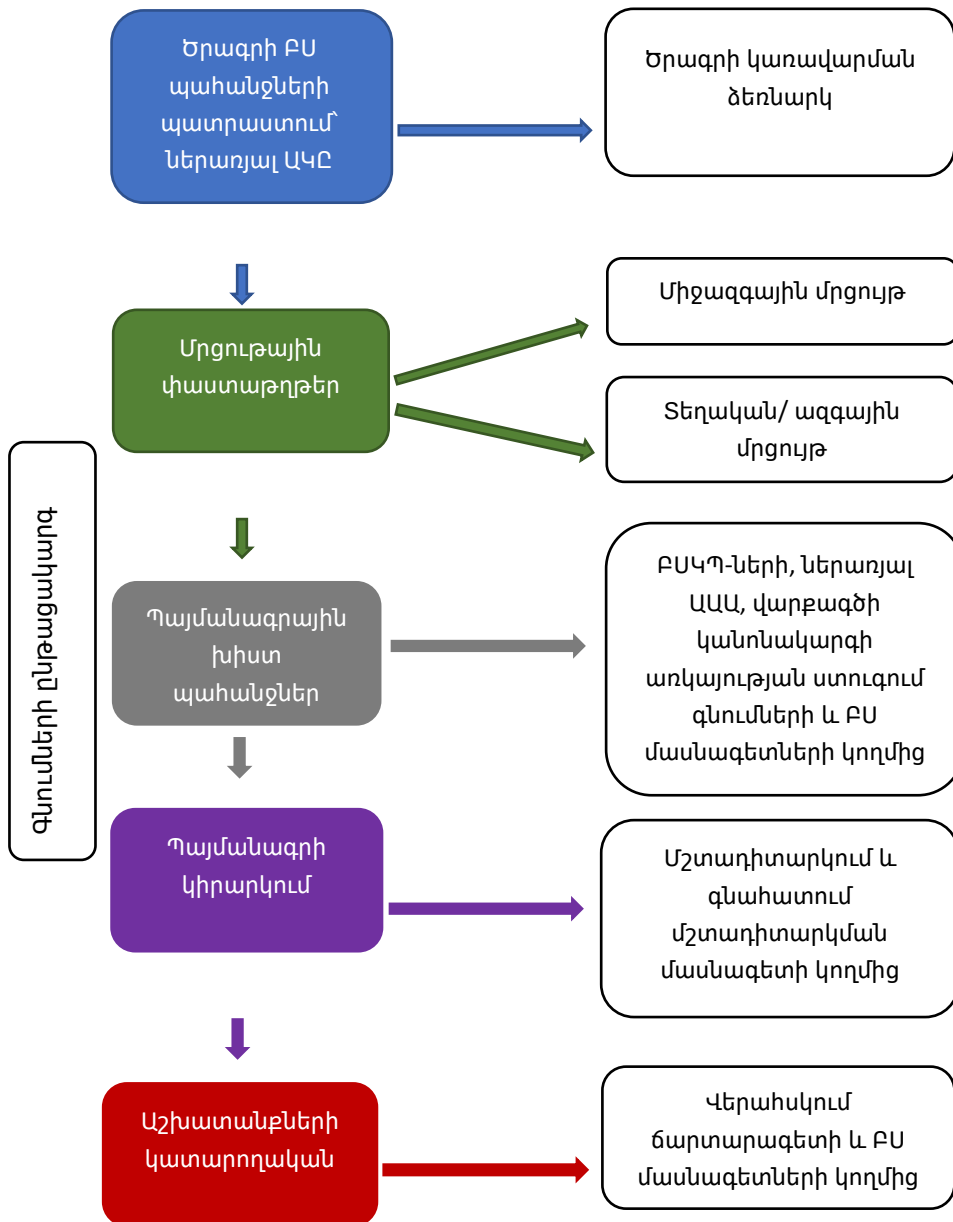 Ծրագրի ԲՍ
պահանջների
պատրաստում՝
ներառյալ ԱԿԸ
Ծրագրի կառավարման
ձեռնարկ
Մրցութային
փաստաթղթեր
Միջազգային մրցույթ
Տեղական/ ազգային
մրցույթ
Գնումների ընթացակարգ
Պայմանագրային
խիստ
պահանջներ
ԲՍԿՊ-ների, ներառյալ
ԱԱԱ, վարքագծի
կանոնակարգի
առկայության ստուգում
գնումների և ԲՍ
մասնագետների կողմից
Պայմանագրի
կիրարկում
Մշտադիտարկում և
գնահատում
մշտադիտարկման
մասնագետի կողմից
Աշխատանքների
կատարողական
Վերահսկում
ճարտարագետի և ԲՍ
մասնագետների կողմից